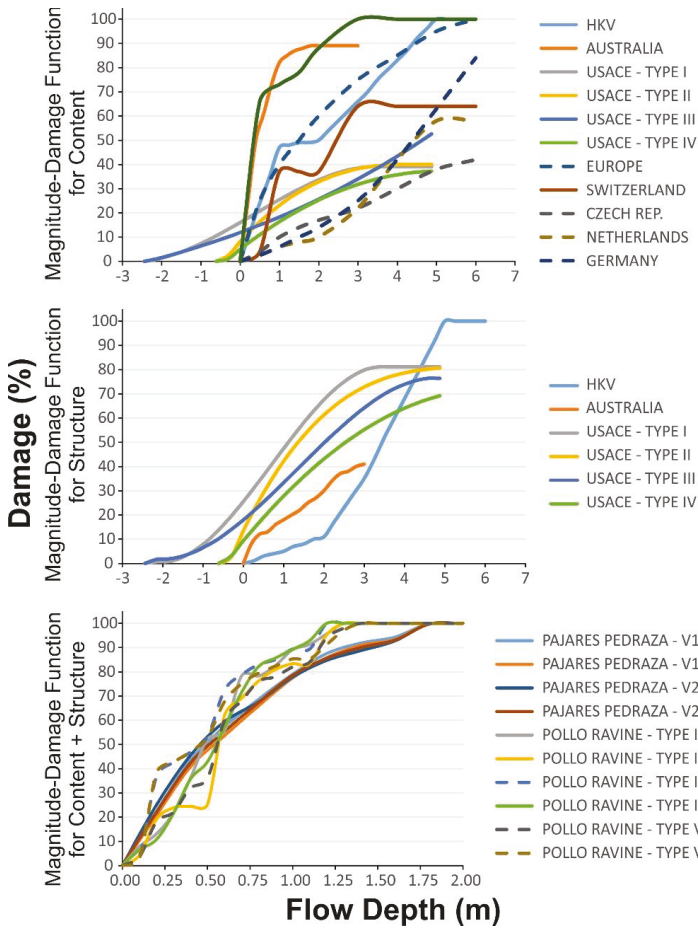 Damage (%)
Magnitude-Damage Function
for Content
100
90
80
70
60
50
40
30
20
10
0
-3 -2 -1 0 1 2 3 4 5 6 7
HKV
AUSTRALIA
USACE - TYPE I
USACE - TYPE II
USACE - TYPE III
USACE - TYPE IV
EUROPE
SWITZERLAND
CZECH REP.
NETHERLANDS
GERMANY
Magnitude-Damage Function
for Structure
100
90
80
70
60
50
40
30
20
10
0
-3 -2 -1 0 1 2 3 4 5 6 7
HKV
AUSTRALIA
USACE - TYPE I
USACE - TYPE II
USACE - TYPE III
USACE - TYPE IV
Magnitude-Damage Function
for Content + Structure
100
90
80
70
60
50
40
30
20
10
0
0.00 0.25 0.50 0.75 1.00 1.25 1.50 1.75 2.00
PAJARES PEDRAZA - V1
PAJARES PEDRAZA - V1
PAJARES PEDRAZA - V2
PAJARES PEDRAZA - V2
POLLO RAVINE - TYPE I
POLLO RAVINE - TYPE I
POLLO RAVINE - TYPE I
POLLO RAVINE - TYPE I
POLLO RAVINE - TYPE V
POLLO RAVINE - TYPE V
Flow Depth (m)